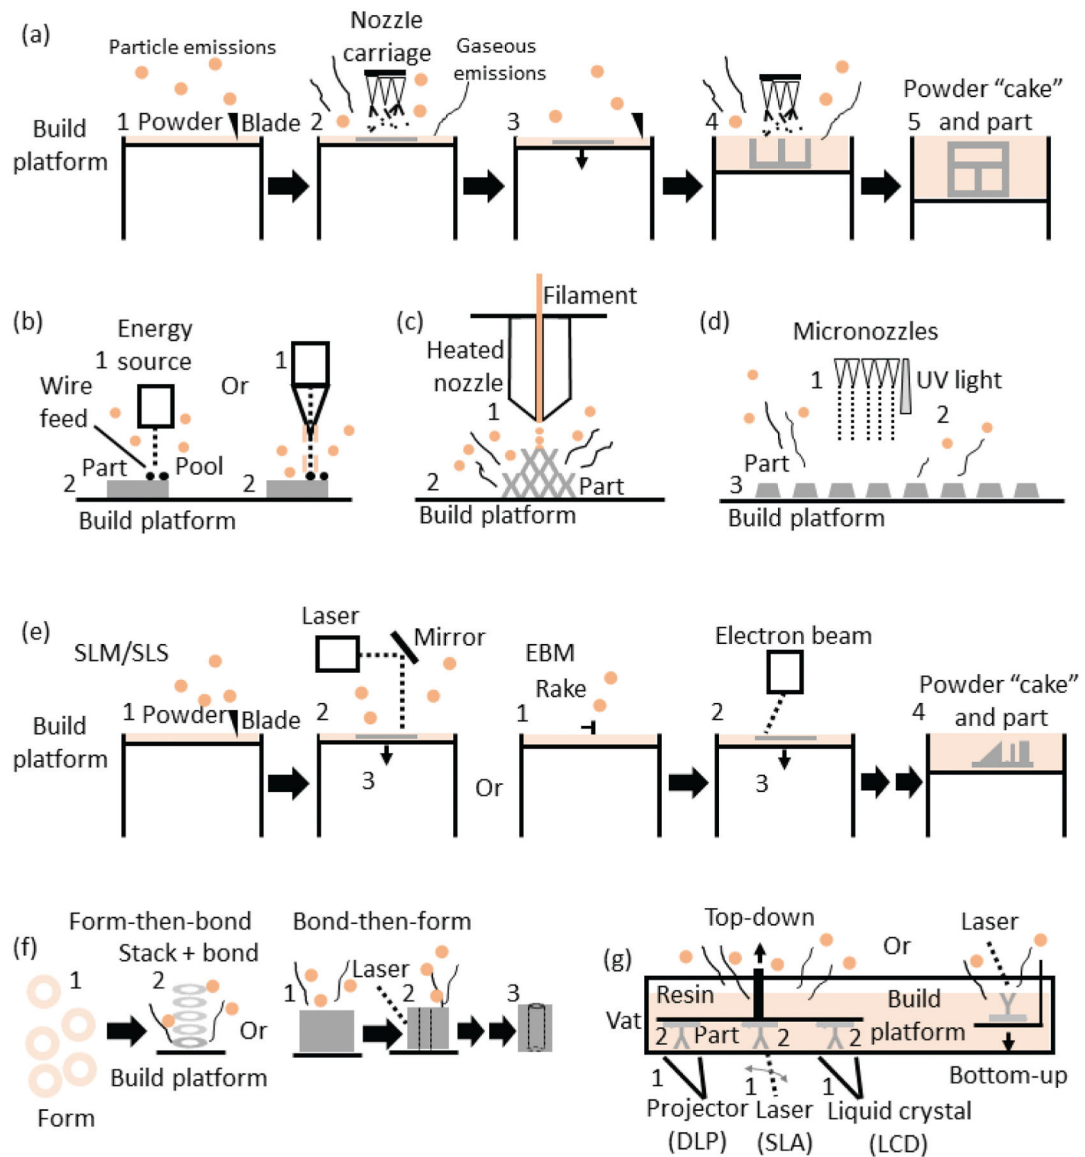 (a)
Particle emissions
Nozzle
carriage
Gaseous
emissions
Powder “cake”
and part
Build
platform
1 Powder
Blade
2
3
4
5
(b)
Energy
1 source
Wire
feed
Part
Pool
2
Or
1
2
Build platform
(c)
Filament
Heated
nozzle
1
2
Part
Build platform
(d)
Micronozzles
1
UV light
2
Part
3
Build platform
(e)
SLM/SLS
Build
platform
1 Powder
Blade
Laser
Mirror
2
3
Or
EBM
Rake
1
Electron beam
2
3
Powder “cake”
4 and part
(f)
Form-then-bond
1
Form
Stack + bond
2
Or
Build platform
Bond-then-form
1
Laser
2
3
(g)
Top-down
Or
Laser
Vat
Resin
Build
platform
2 Part 2 2
Bottom-up
1 1 1
Projector
(DLP)
Laser
(SLA)
Liquid crystal
(LCD)